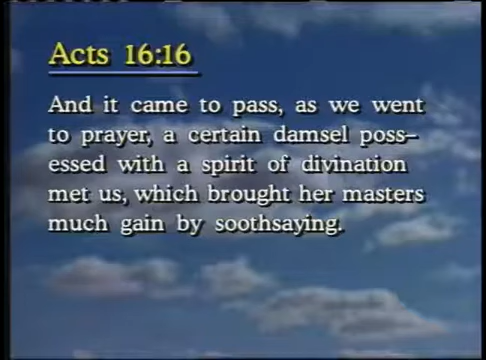 Acts 16:16
And it came to pass, as we went
to prayer, a certain damsel poss-
essed with a spirit of divination
met us, which brought her masters
much gain by soothsaying.